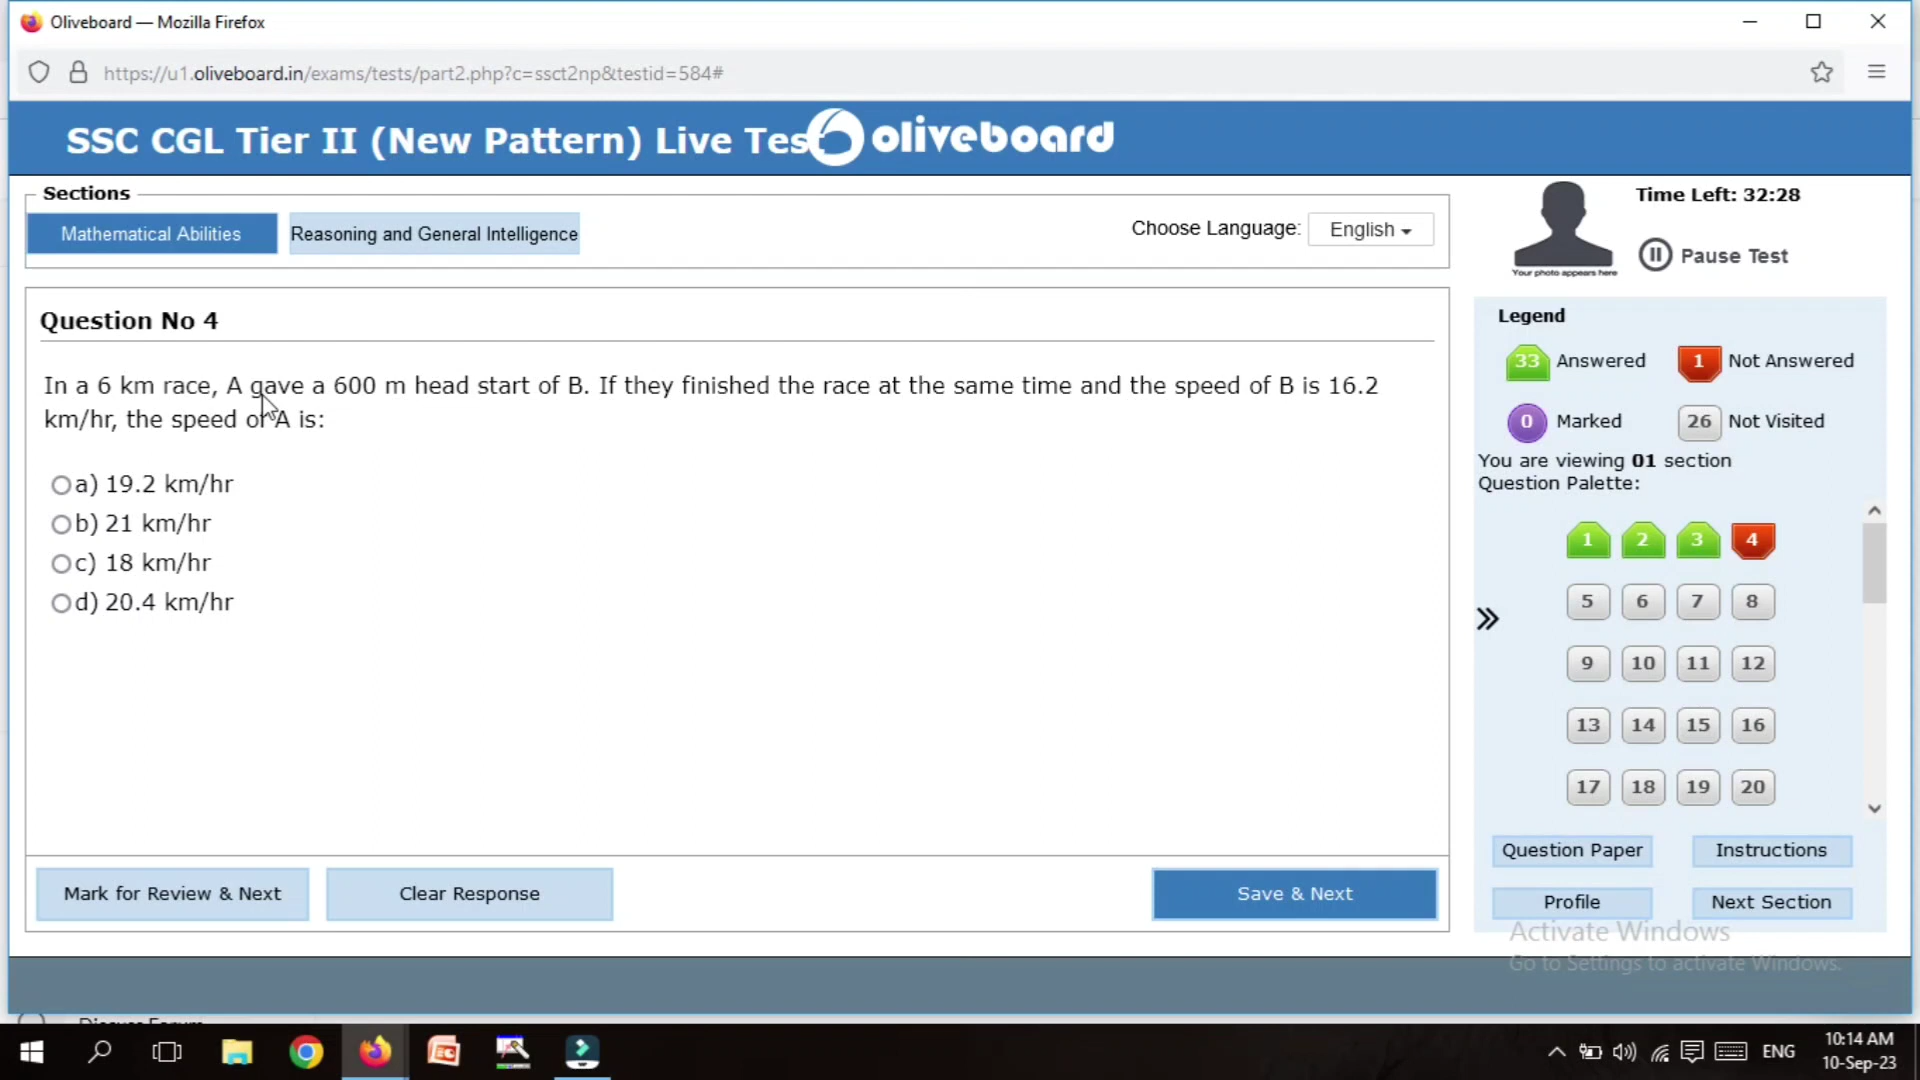 Oliveboard — Mozilla Firefox
https://u1.oliveboard.in/exams/tests/part2.php?c=ssct2np&testid=584#
SSC CGL Tier II (New Pattern) Live Tes
oliveboard
Sections
Mathematical Abilities
Reasoning and General Intelligence
Choose Language:
English
Your photo appears here
Time Left: 32:28
Pause Test
Question No 4
In a 6 km race, A gave a 600 m head start of B. If they finished the race at the same time and the speed of B is 16.2
km/hr, the speed of A is:
a) 19.2 km/hr
b) 21 km/hr
c) 18 km/hr
d) 20.4 km/hr
Legend
33 Answered
1 Not Answered
0 Marked
26 Not Visited
You are viewing 01 section
Question Palette:
1 2 3 4
5 6 7 8
9 10 11 12
13 14 15 16
17 18 19 20
Question Paper
Instructions
Profile
Next Section
Mark for Review & Next
Clear Response
Save & Next
Activate Windows
Go to Settings to activate Windows.
Discuss Forum
ENG
10:14 AM
10-Sep-23